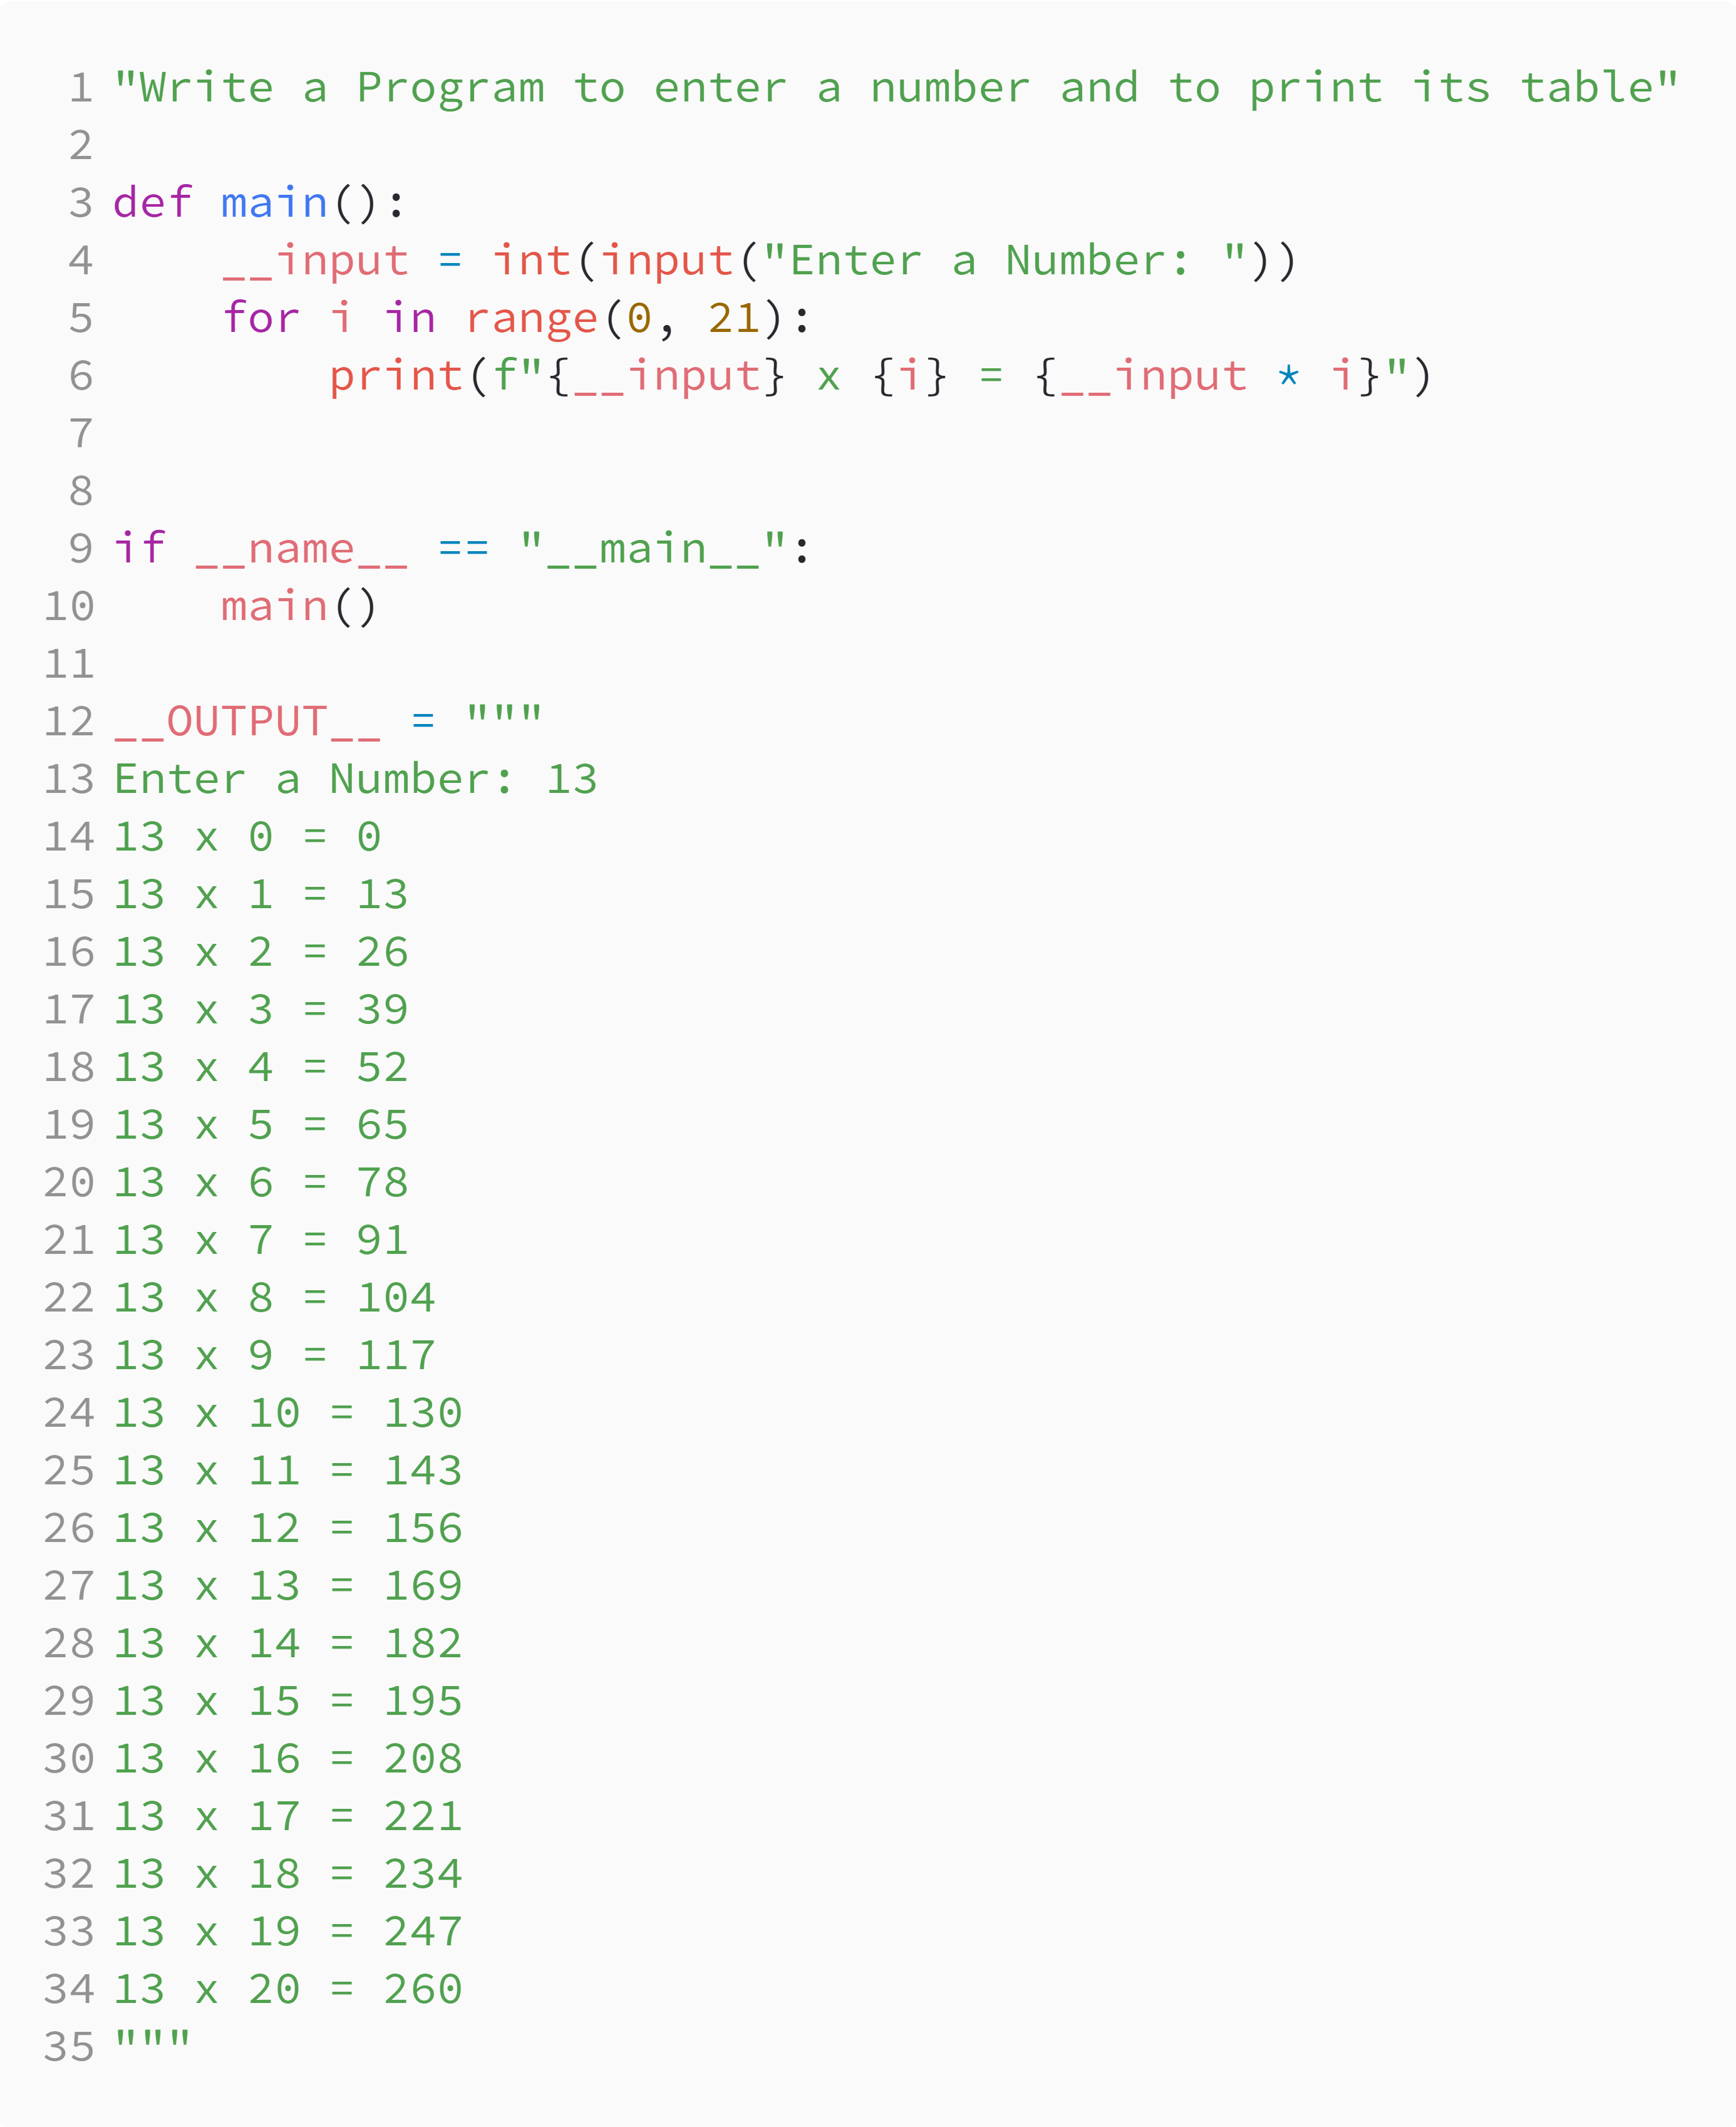 1 "Write a Program to enter a number and to print its table"
2
3 def main():
4     __input = int(input("Enter a Number: "))
5     for i in range(0, 21):
6         print(f"{__input} x {i} = {__input * i}")
7
8
9 if __name__ == "__main__":
10     main()
11
12 __OUTPUT__ = """
13 Enter a Number: 13
14 13 x 0 = 0
15 13 x 1 = 13
16 13 x 2 = 26
17 13 x 3 = 39
18 13 x 4 = 52
19 13 x 5 = 65
20 13 x 6 = 78
21 13 x 7 = 91
22 13 x 8 = 104
23 13 x 9 = 117
24 13 x 10 = 130
25 13 x 11 = 143
26 13 x 12 = 156
27 13 x 13 = 169
28 13 x 14 = 182
29 13 x 15 = 195
30 13 x 16 = 208
31 13 x 17 = 221
32 13 x 18 = 234
33 13 x 19 = 247
34 13 x 20 = 260
35 """